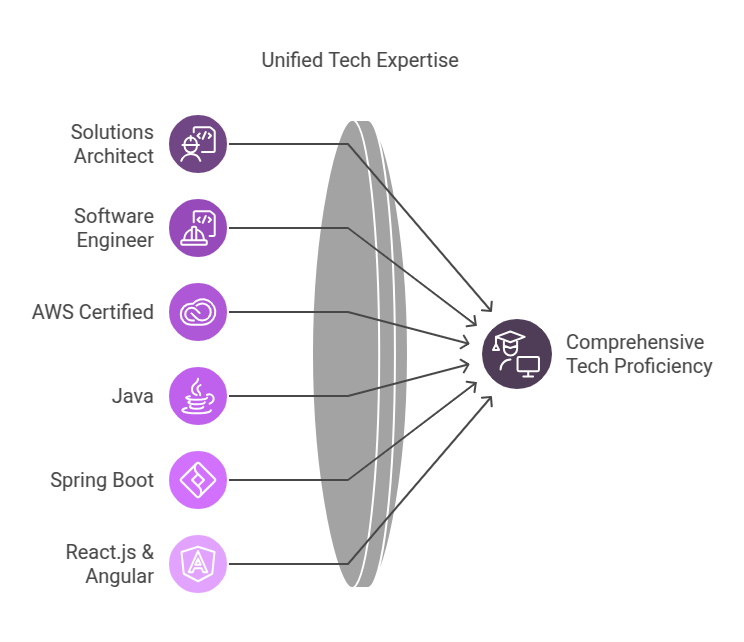 Unified Tech Expertise
Solutions
Architect
Software
Engineer
AWS Certified
Java
Spring Boot
React.js &
Angular
Comprehensive
Tech Proficiency